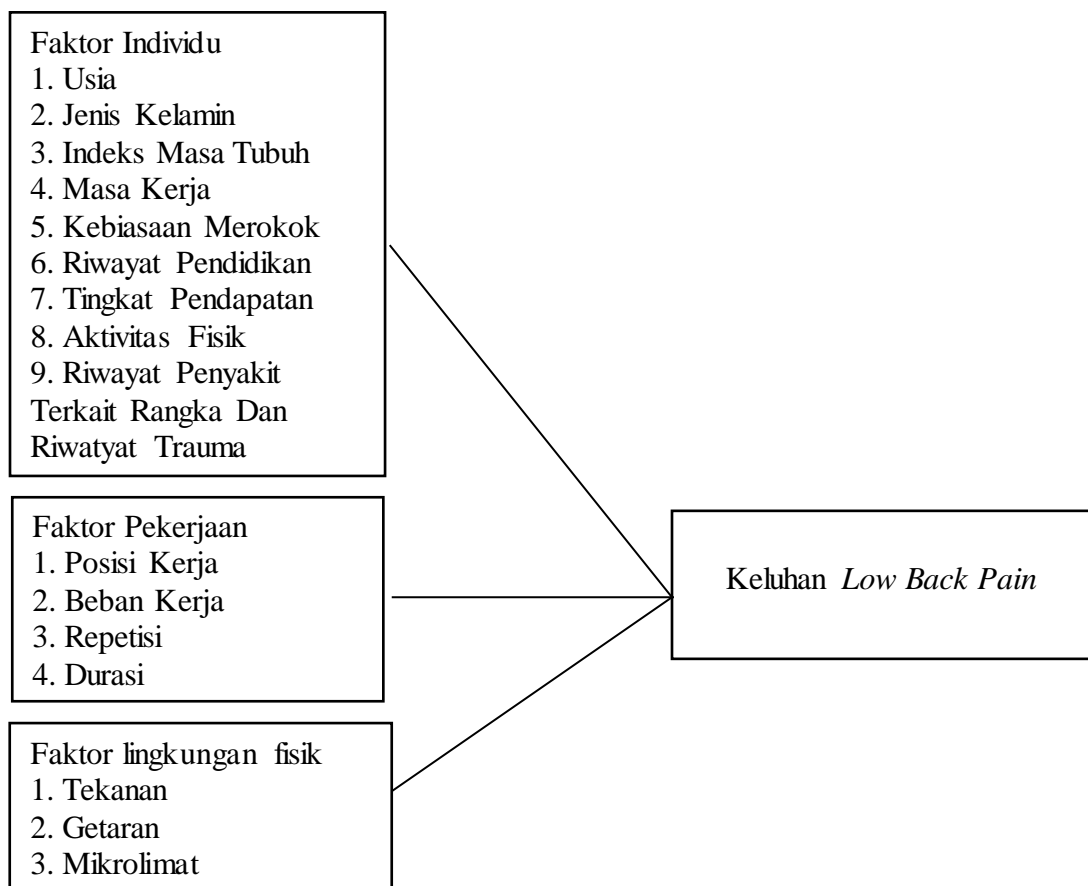 Faktor Individu
1. Usia
2. Jenis Kelamin
3. Indeks Masa Tubuh
4. Masa Kerja
5. Kebiasaan Merokok
6. Riwayat Pendidikan
7. Tingkat Pendapatan
8. Aktivitas Fisik
9. Riwayat Penyakit
Terkait Rangka Dan
Riwatyat Trauma
Faktor Pekerjaan
1. Posisi Kerja
2. Beban Kerja
3. Repetisi
4. Durasi
Faktor lingkungan fisik
1. Tekanan
2. Getaran
3. Mikrolimat
Keluhan Low Back Pain